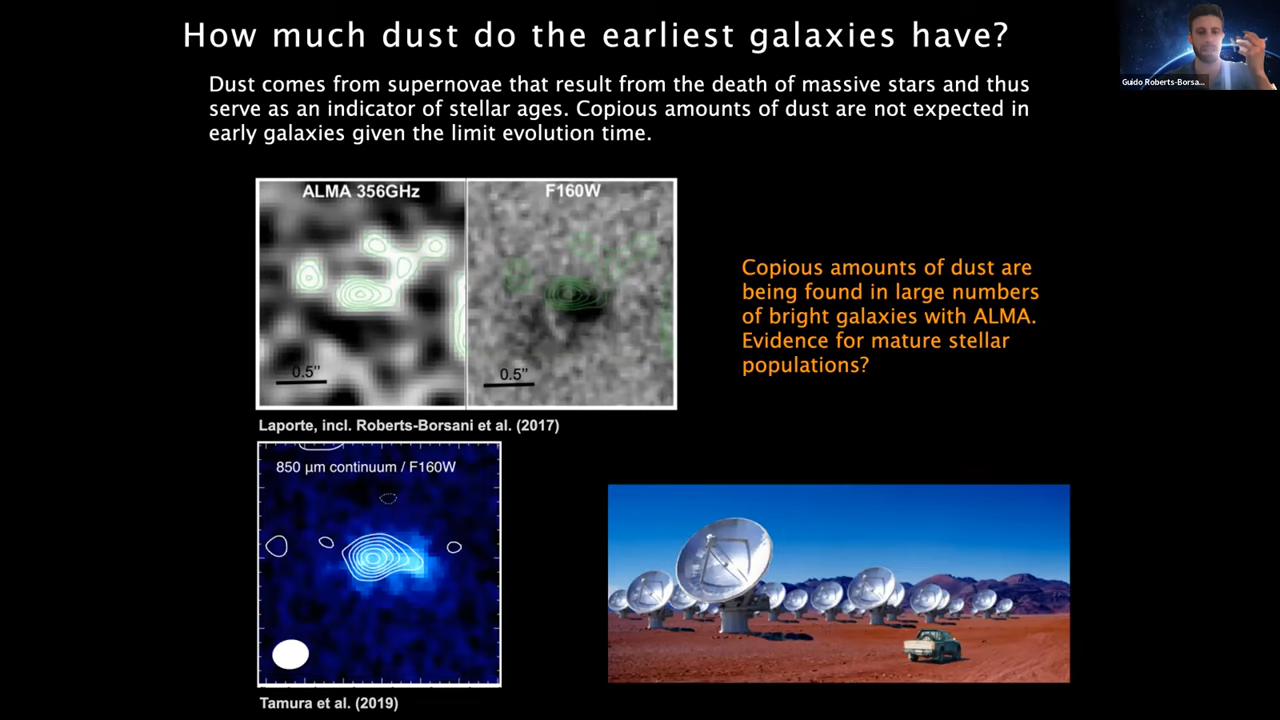 How much dust do the earliest galaxies have?
Guido Roberts-Borsa...
Dust comes from supernovae that result from the death of massive stars and thus
serve as an indicator of stellar ages. Copious amounts of dust are not expected in
early galaxies given the limit evolution time.
ALMA 356GHz
F160W
0.5’’
0.5’’
Laporte, incl. Roberts-Borsani et al. (2017)
Copious amounts of dust are
being found in large numbers
of bright galaxies with ALMA.
Evidence for mature stellar
populations?
850 μm continuum / F160W
Tamura et al. (2019)